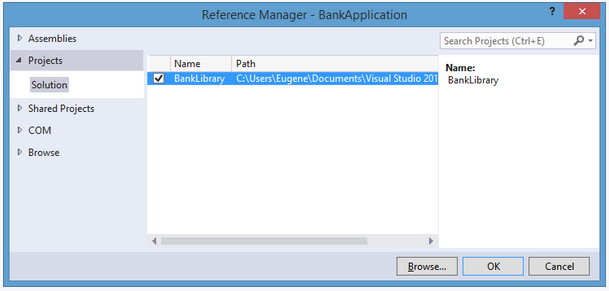 Reference Manager - BankApplication
? ×
Assemblies
Projects
Solution
Shared Projects
COM
Browse
Name Path
BankLibrary C:\Users\Eugene\Documents\Visual Studio 201
Search Projects (Ctrl+E)
Name:
BankLibrary
Browse... OK Cancel